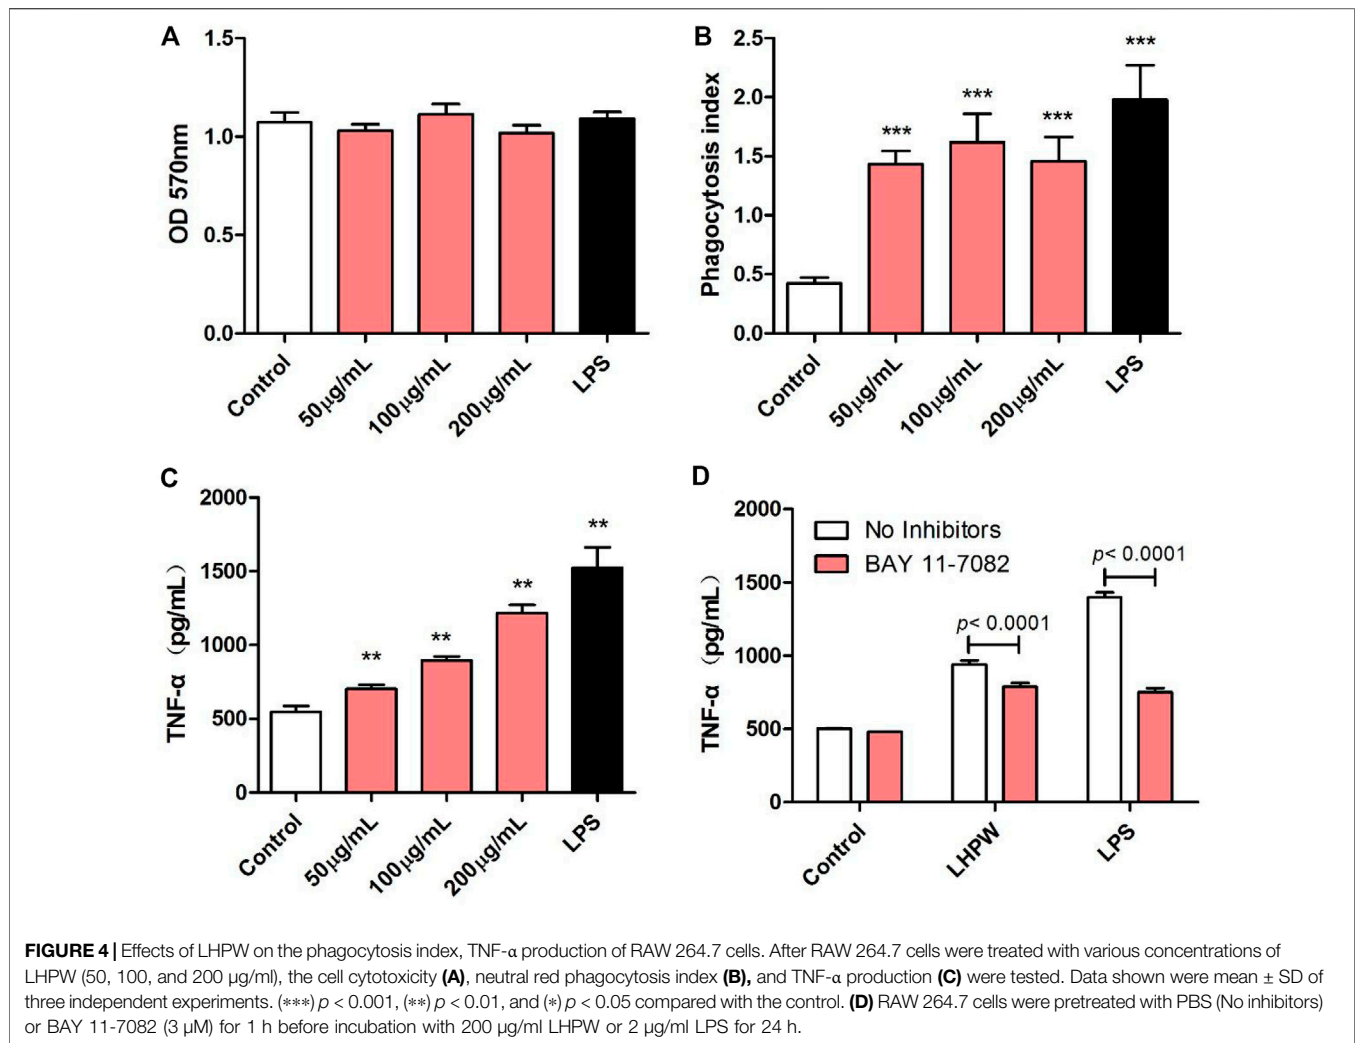 A
1.5
1.0
0.5
0.0
OD 570nm
Control
50μg/mL
100μg/mL
200μg/mL
LPS
B
2.5
2.0
1.5
1.0
0.5
0.0
Phagocytosis index
***
***
***
***
Control
50μg/mL
100μg/mL
200μg/mL
LPS
C
2000
1500
1000
500
0
TNF-α（pg/mL）
**
**
**
**
Control
50μg/mL
100μg/mL
200μg/mL
LPS
D
2000
1500
1000
500
0
TNF-α（pg/mL）
No Inhibitors
BAY 11-7082
p< 0.0001
p< 0.0001
Control
LHPW
LPS
FIGURE 4 | Effects of LHPW on the phagocytosis index, TNF-α production of RAW 264.7 cells. After RAW 264.7 cells were treated with various concentrations of
LHPW (50, 100, and 200 μg/ml), the cell cytotoxicity (A), neutral red phagocytosis index (B), and TNF-α production (C) were tested. Data shown were mean ± SD of
three independent experiments. (∗∗∗) p < 0.001, (∗∗) p < 0.01, and (∗) p < 0.05 compared with the control. (D) RAW 264.7 cells were pretreated with PBS (No inhibitors)
or BAY 11-7082 (3 μM) for 1 h before incubation with 200 μg/ml LHPW or 2 μg/ml LPS for 24 h.